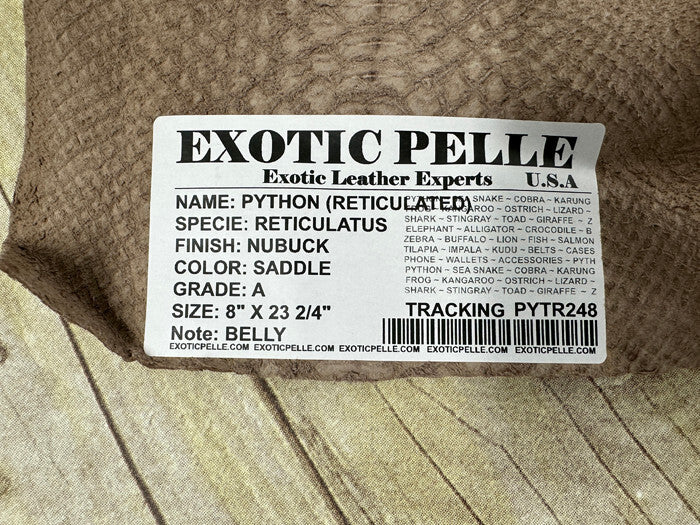 EXOTIC PELLE
Exotic Leather Experts U.S.A
NAME: PYTHON (RETICULATED)
SPECIE: RETICULATUS
FINISH: NUBUCK
COLOR: SADDLE
GRADE: A
SIZE: 8" X 23 2/4"
Note: BELLY
SEA SNAKE ~ COBRA ~ KARUNG
FROG ~ KANGAROO ~ OSTRICH ~ LIZARD ~
SHARK ~ STINGRAY ~ TOAD ~ GIRAFFE ~ Z
ELEPHANT ~ ALLIGATOR ~ CROCODILE ~ B
ZEBRA ~ BUFFALO ~ LION ~ FISH ~ SALMON
TILAPIA ~ IMPALA ~ KUDU ~ BELTS ~ CASES
PHONE ~ WALLETS ~ ACCESSORIES ~ PYTH
PYTHON ~ SEA SNAKE ~ COBRA ~ KARUNG
FROG ~ KANGAROO ~ OSTRICH ~ LIZARD ~
SHARK ~ STINGRAY ~ TOAD ~ GIRAFFE ~ Z
TRACKING PYTR248
EXOTICPELLE.COM EXOTICPELLE.COM EXOTICPELLE.COM EXOTICPELLE.COM EXOTICPELLE.COM